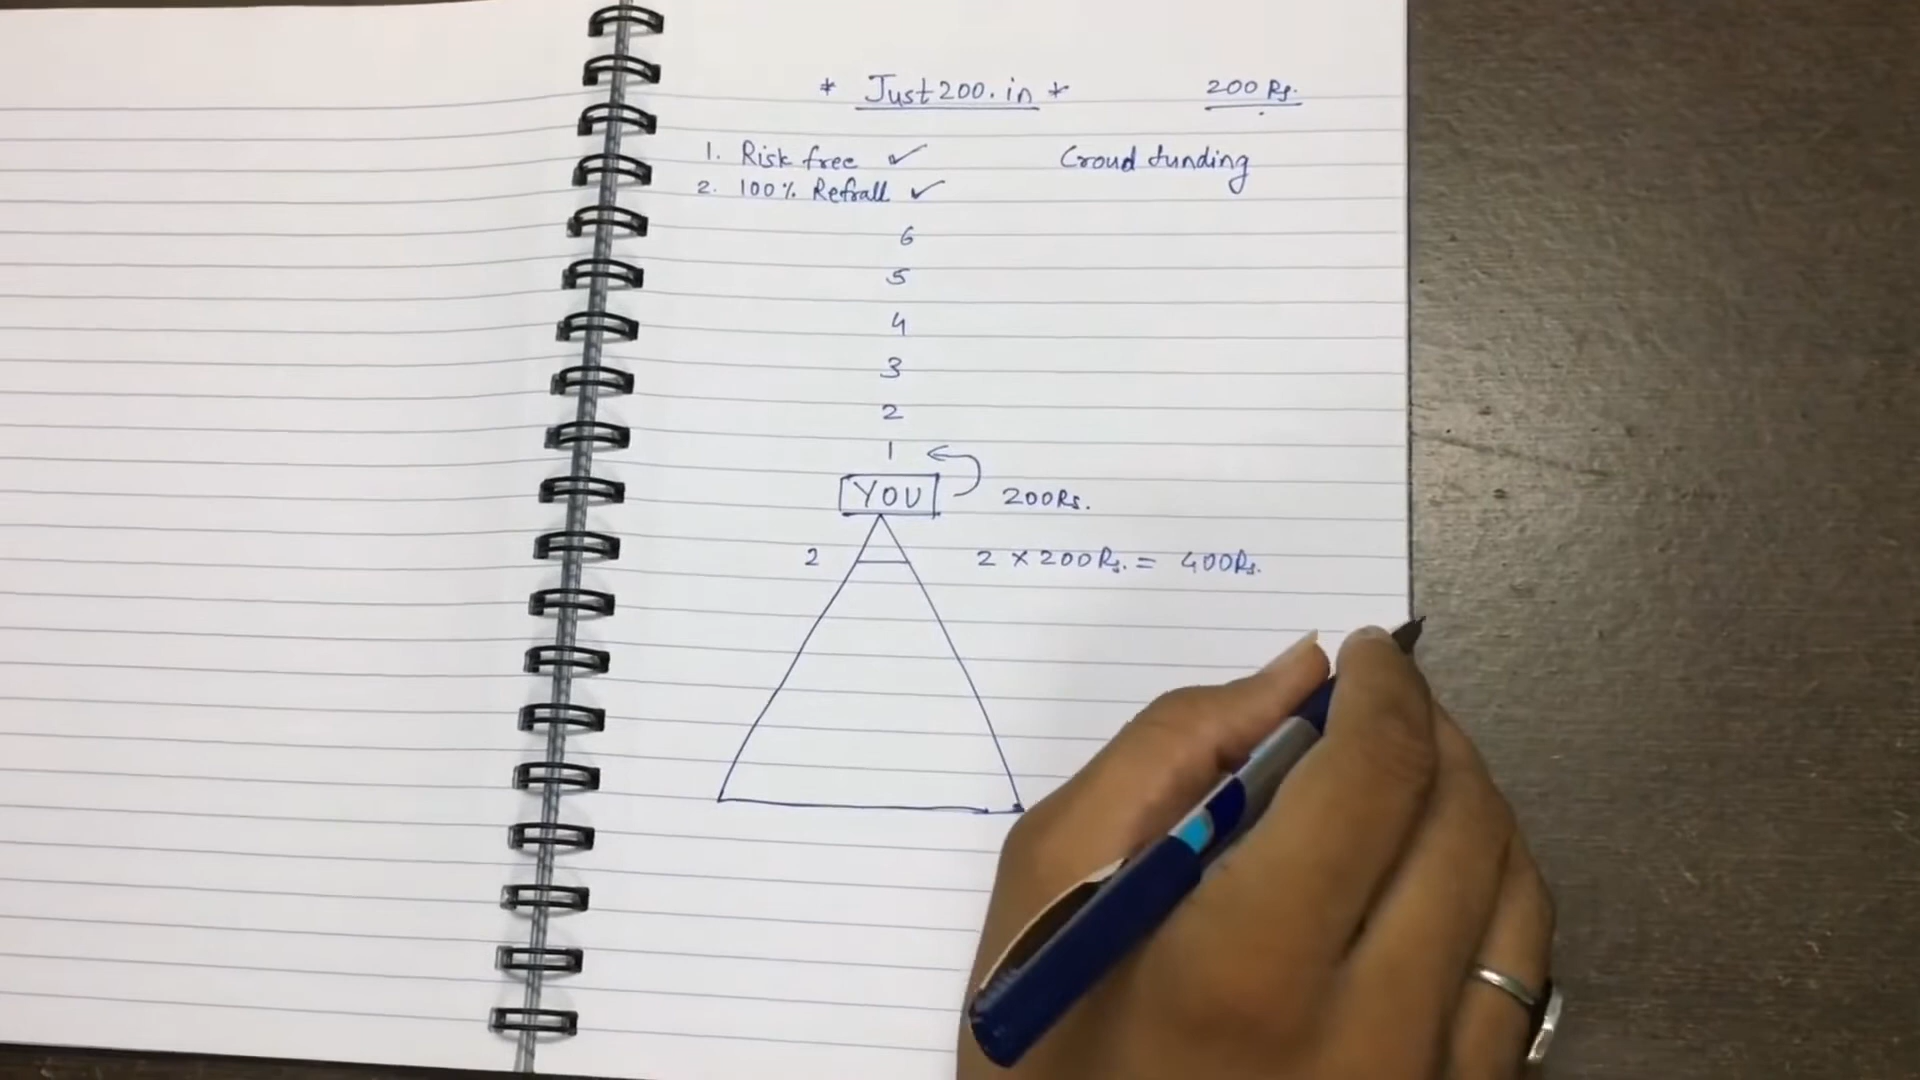 * Just200.in * 200 Rs.
1. Risk free ✓ Croud funding
2. 100% Refrall ✓
6
5
4
3
2
1
YOU 200Rs.
2 2 × 200Rs. = 400Rs.